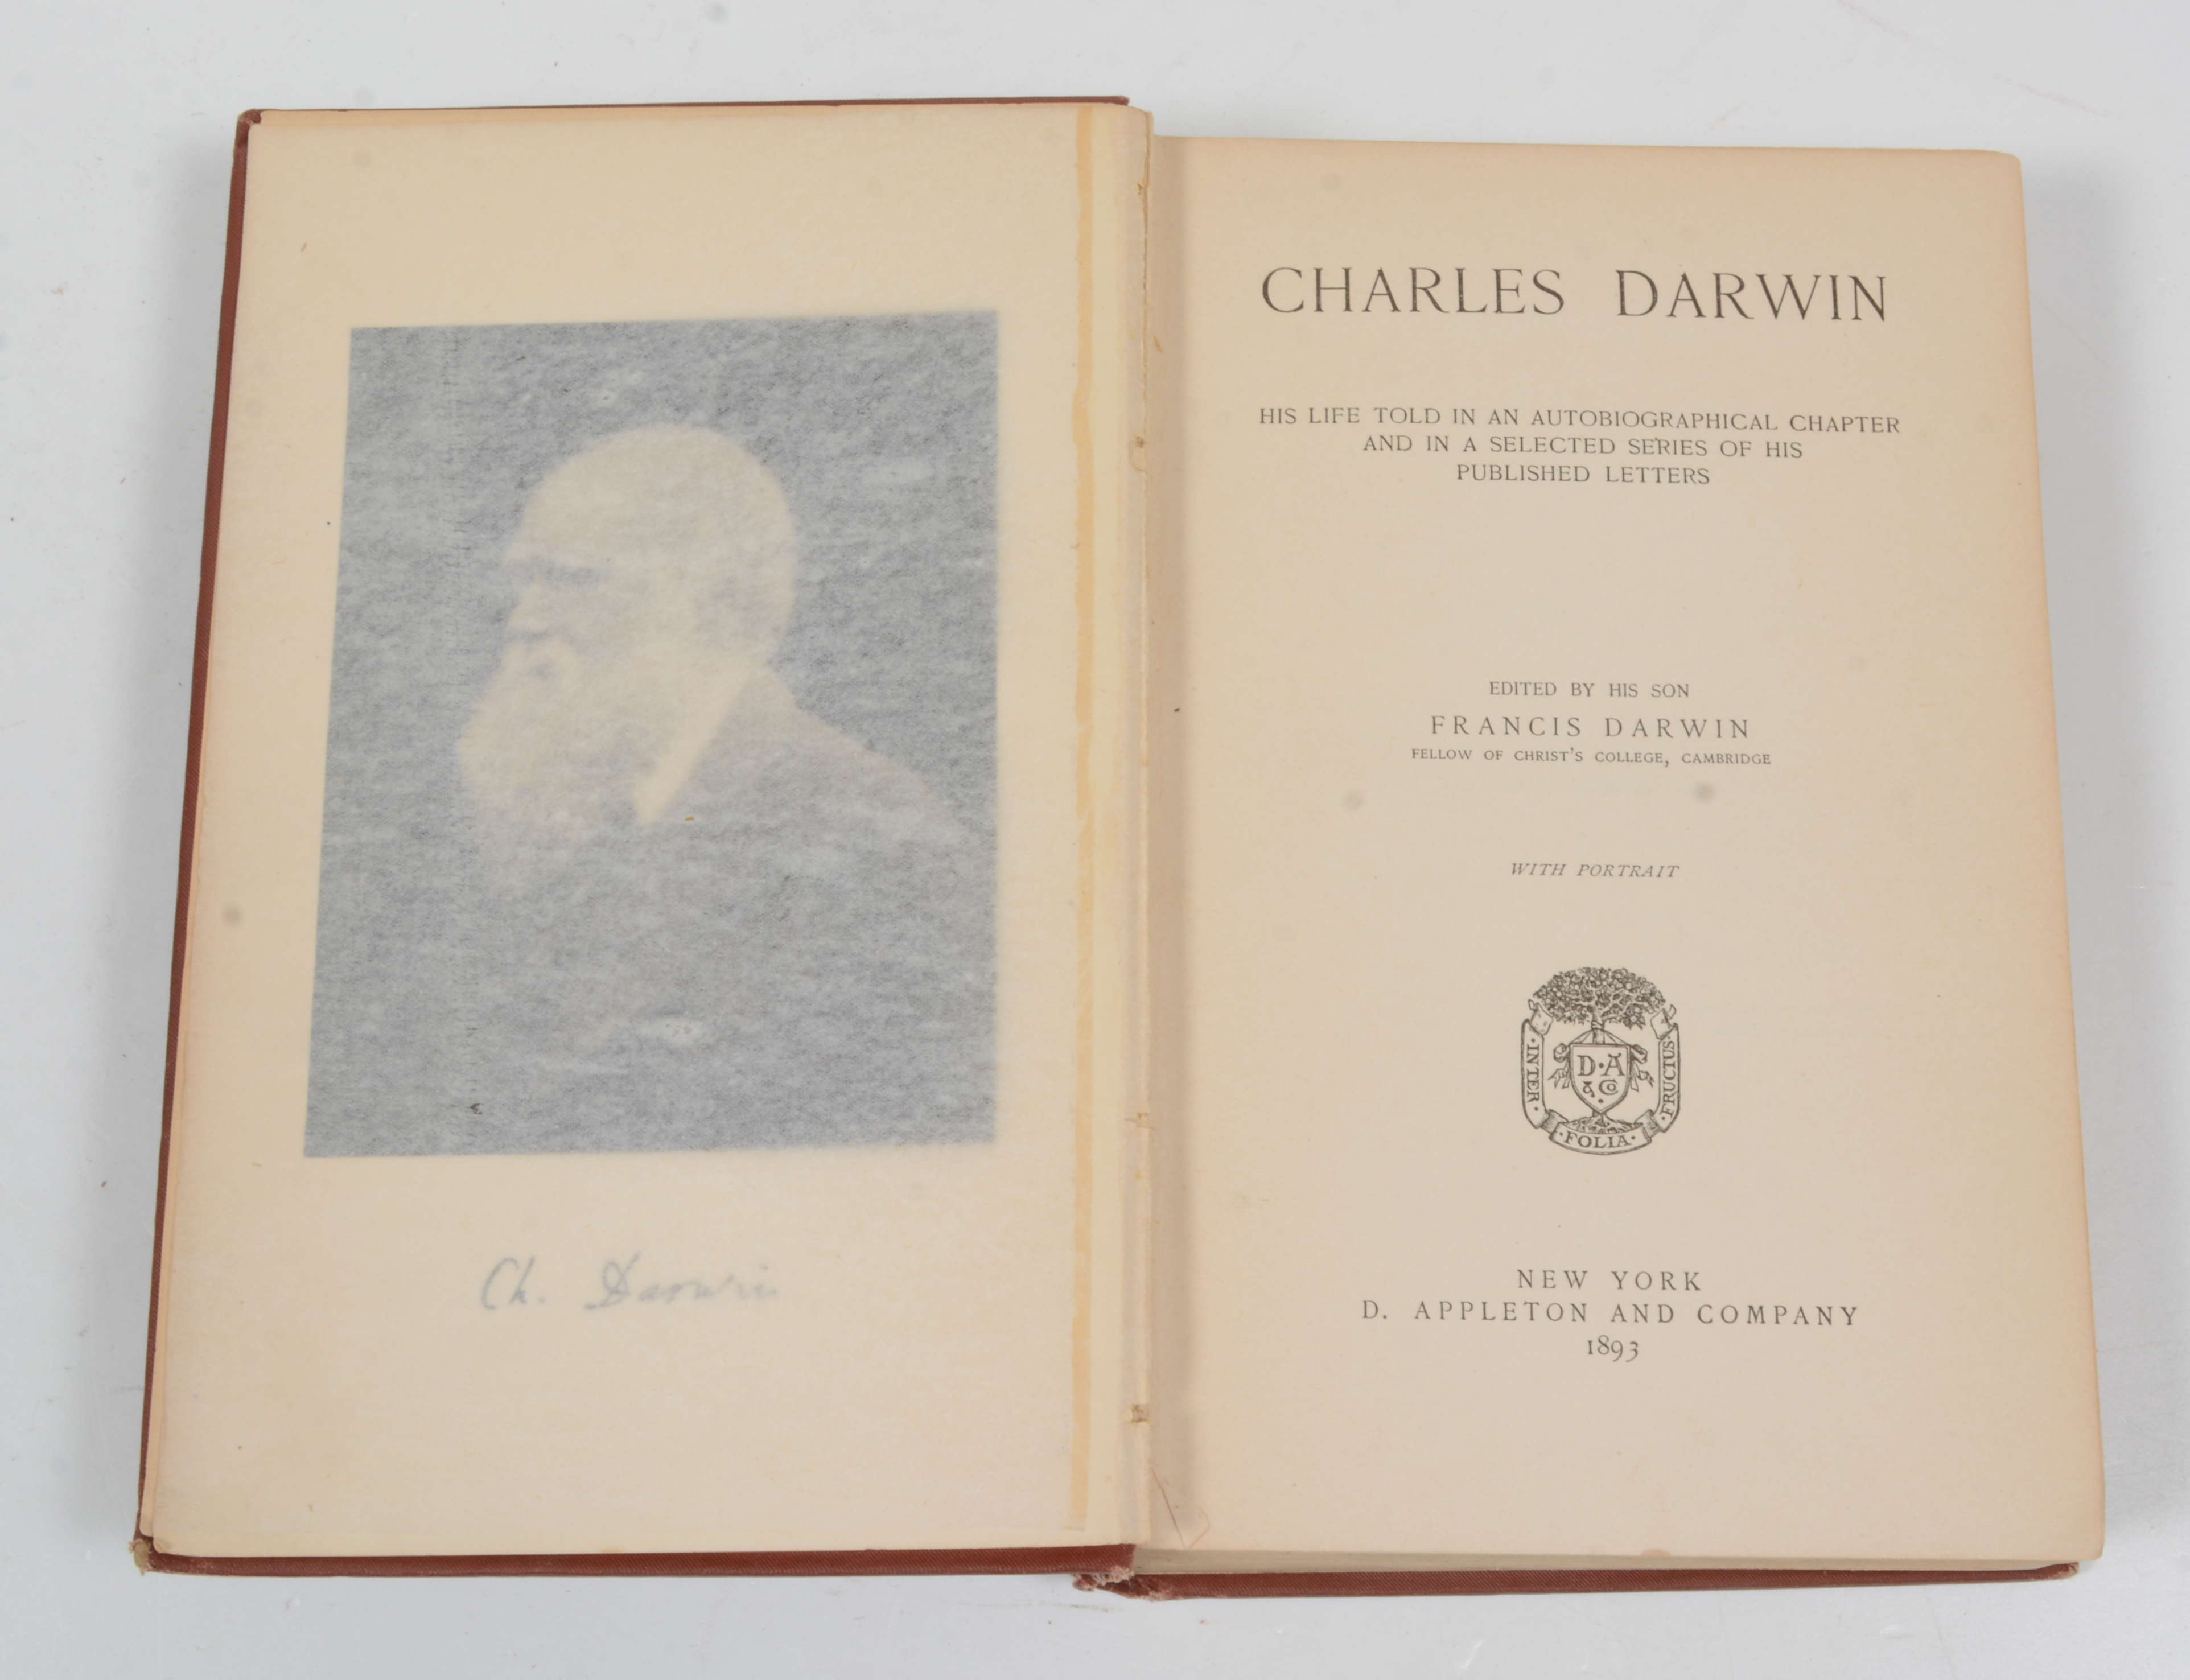 Ch. Darwin
CHARLES DARWIN
HIS LIFE TOLD IN AN AUTOBIOGRAPHICAL CHAPTER
AND IN A SELECTED SERIES OF HIS
PUBLISHED LETTERS
EDITED BY HIS SON
FRANCIS DARWIN
FELLOW OF CHRIST'S COLLEGE, CAMBRIDGE
WITH PORTRAIT
·INTER·
·FOLIA·
·FRUCTUS·
D·A
& Co
NEW YORK
D. APPLETON AND COMPANY
1893